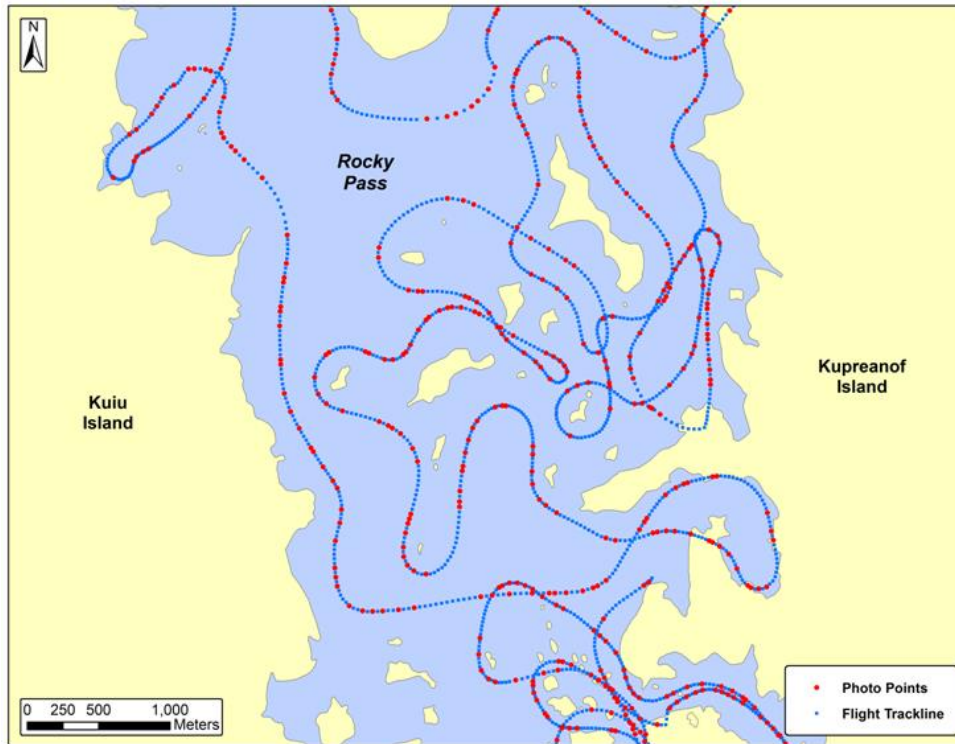 N
Rocky
Pass
Kupreanof
Island
Kuiu
Island
0 250 500 1,000
Meters
Photo Points
Flight Trackline